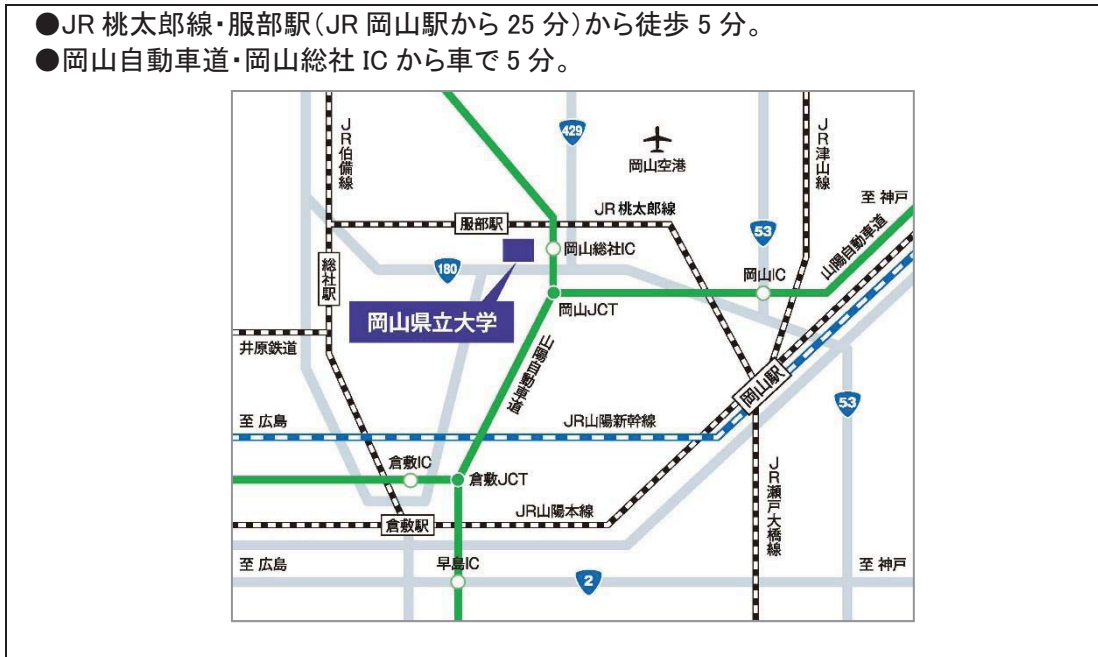 ●JR 桃太郎線・服部駅(JR 岡山駅から 25 分)から徒歩 5 分。
●岡山自動車道・岡山総社 IC から車で 5 分。
JR伯備線
429
岡山空港
JR津山線
至 神戸
服部駅
JR 桃太郎線
53
山陽自動車道
岡山総社IC
総社駅
180
岡山IC
岡山県立大学
岡山JCT
井原鉄道
山陽自動車道
岡山駅
53
至 広島
JR山陽新幹線
倉敷IC
倉敷JCT
JR瀬戸大橋線
JR山陽本線
倉敷駅
至 広島
早島IC
2
至 神戸